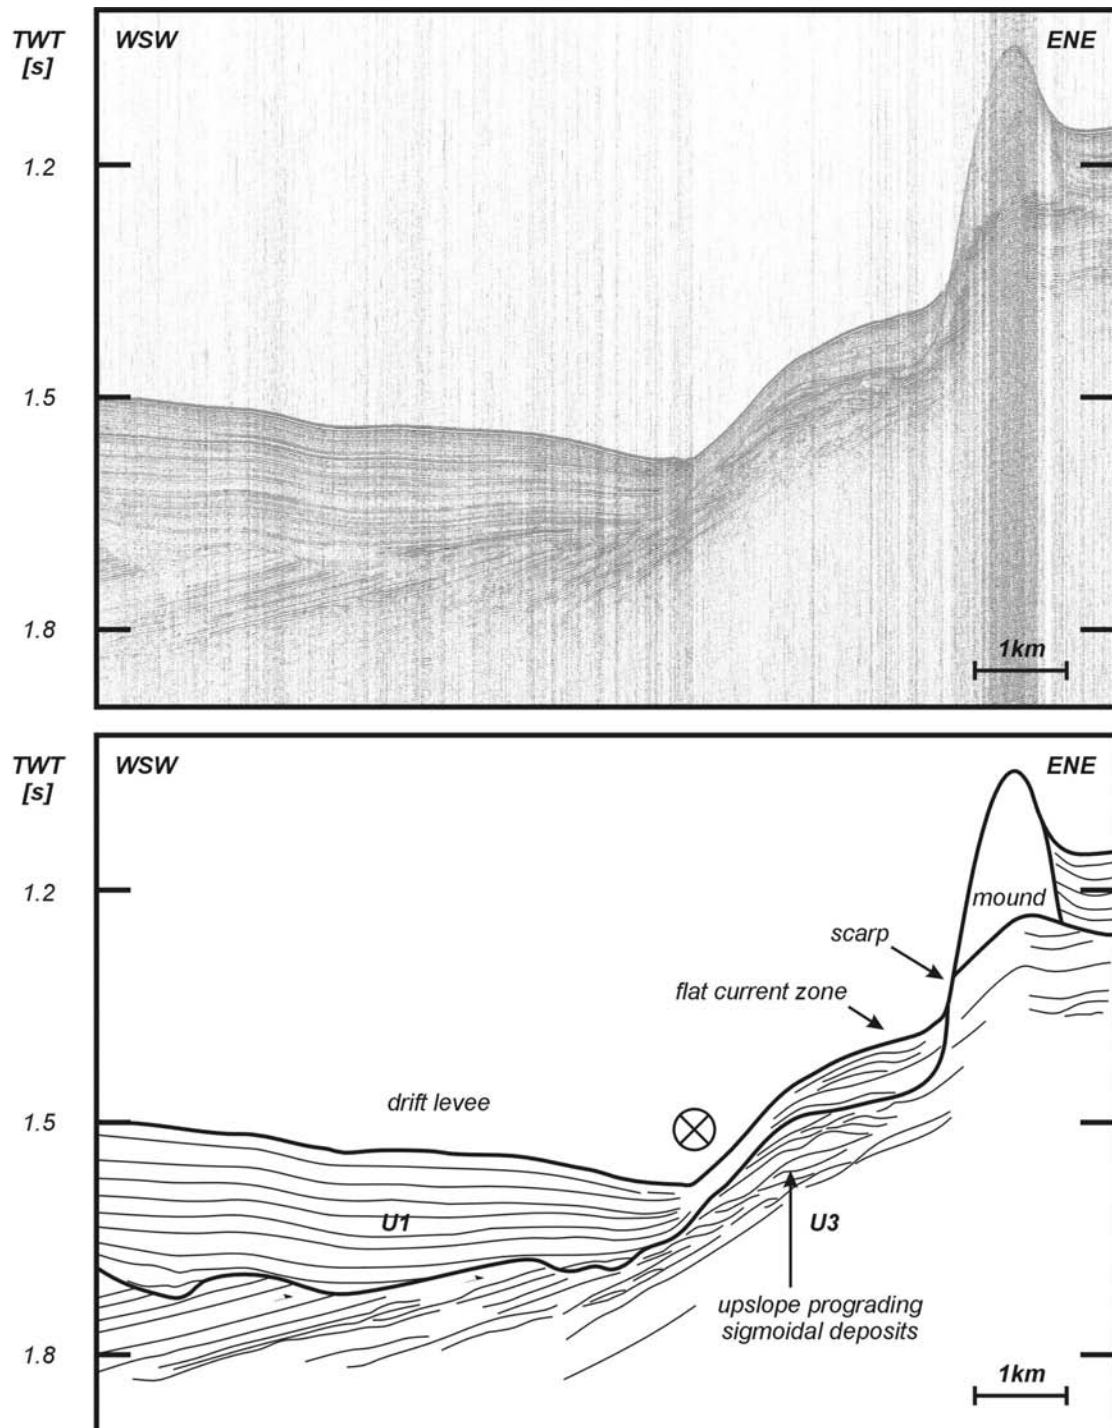 TWT
[s]
WSW
ENE
1.2
1.5
1.8
1km
TWT
[s]
WSW
ENE
1.2
mound
scarp
flat current zone
drift levee
1.5
U1
U3
upslope prograding
sigmoidal deposits
1.8
1km